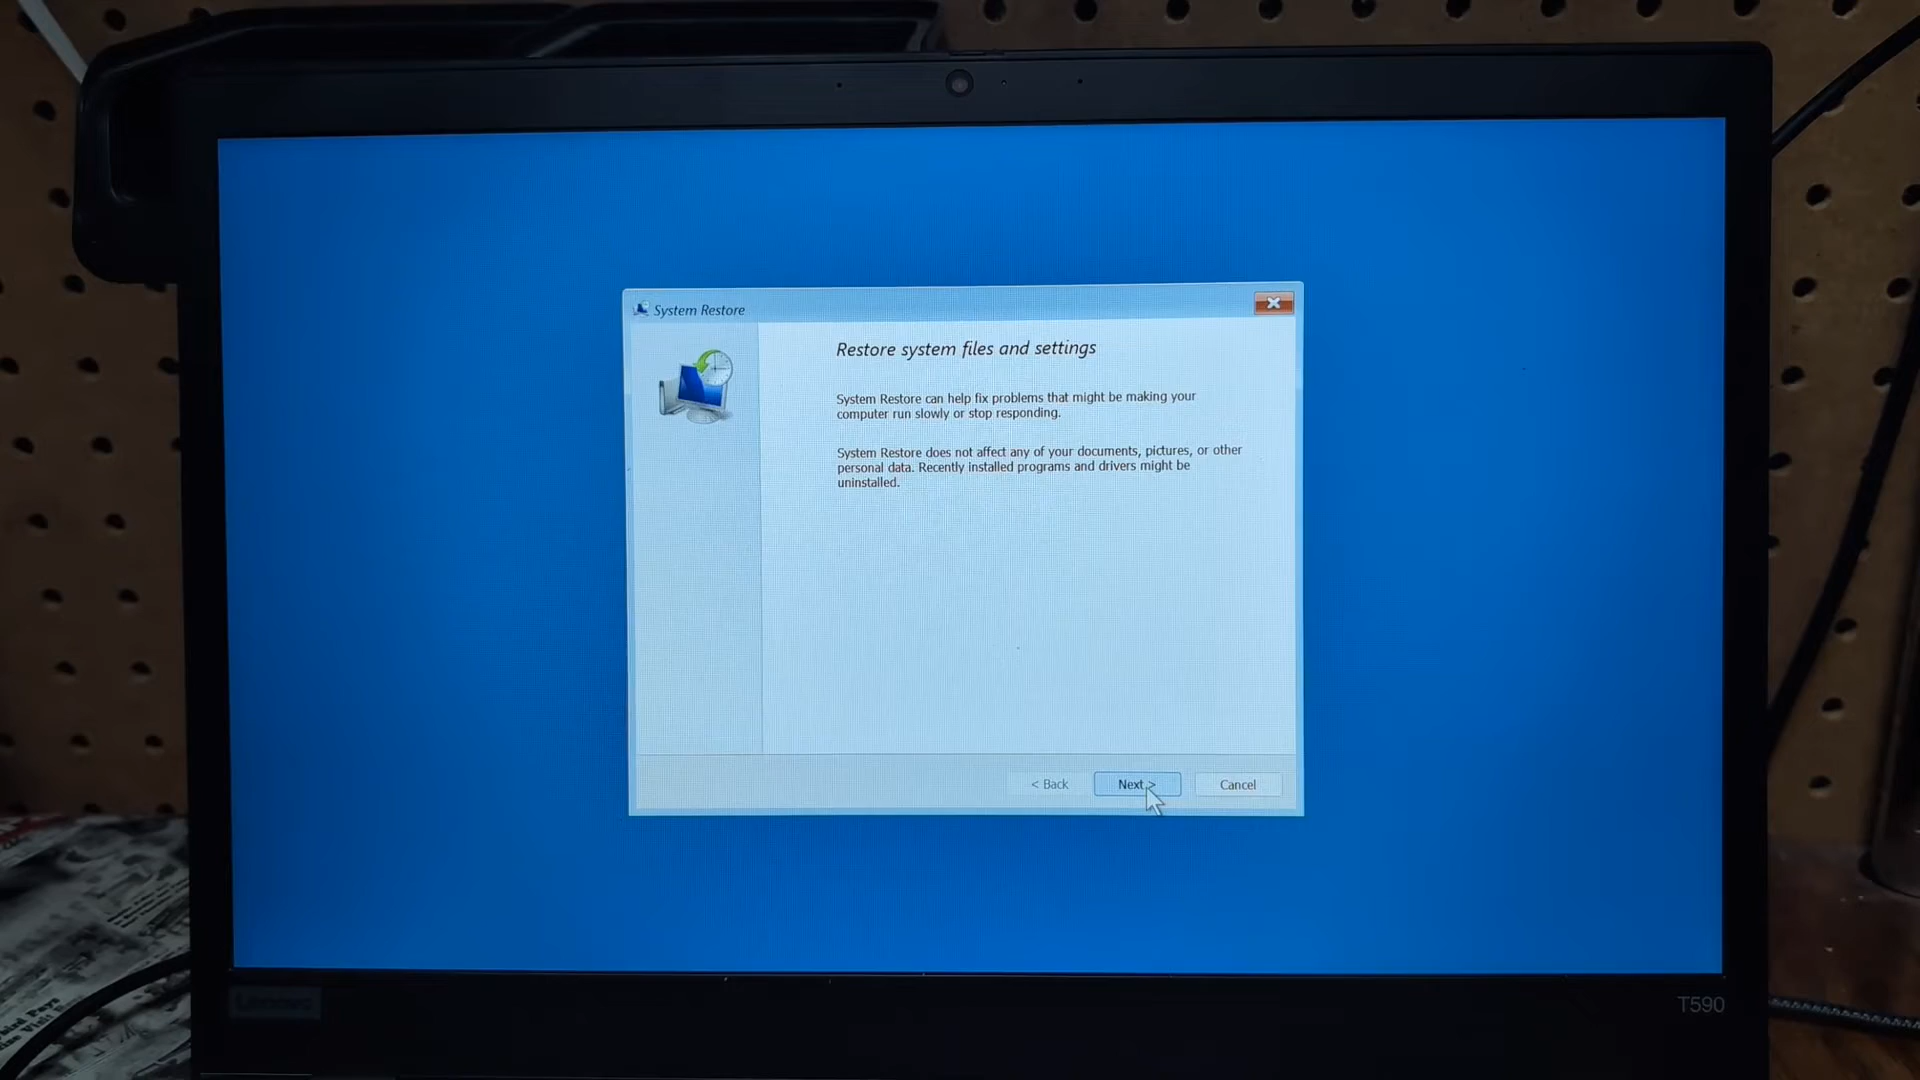 System Restore
Restore system files and settings
System Restore can help fix problems that might be making your
computer run slowly or stop responding.
System Restore does not affect any of your documents, pictures, or other
personal data. Recently installed programs and drivers might be
uninstalled.
< Back
Next >
Cancel
Lenovo
T590